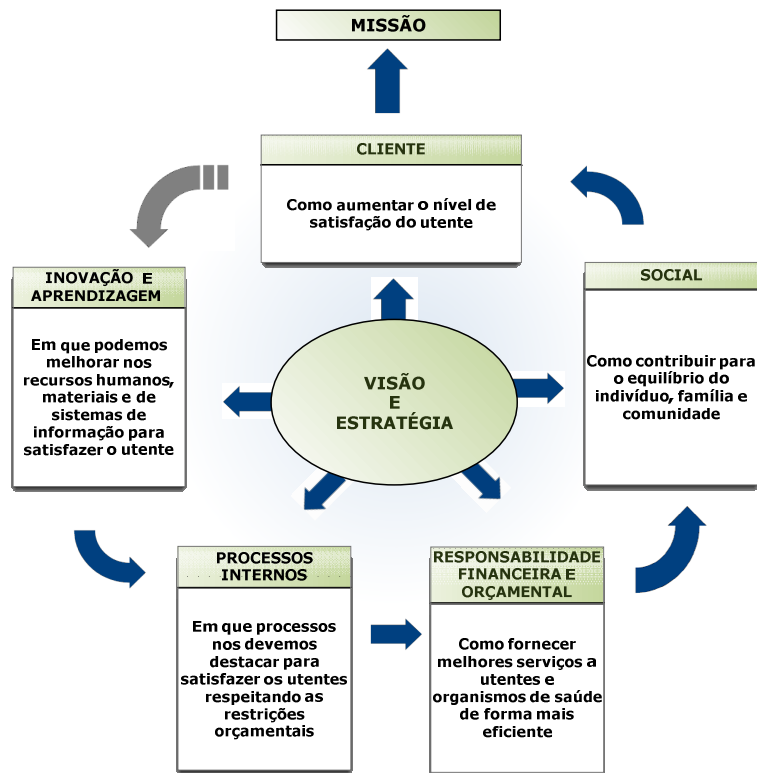 MISSÃO
CLIENTE
Como aumentar o nível de
satisfação do utente
INOVAÇÃO E
APRENDIZAGEM
Em que podemos
melhorar nos
recursos humanos,
materiais e de
sistemas de
informação para
satisfazer o utente
SOCIAL
Como contribuir para
o equilíbrio do
indivíduo, família e
comunidade
VISÃO
E
ESTRATÉGIA
PROCESSOS
INTERNOS
Em que processos
nos devemos
destacar para
satisfazer os utentes
respeitando as
restrições
orçamentais
RESPONSABILIDADE
FINANCEIRA E
ORÇAMENTAL
Como fornecer
melhores serviços a
utentes e
organismos de saúde
de forma mais
eficiente